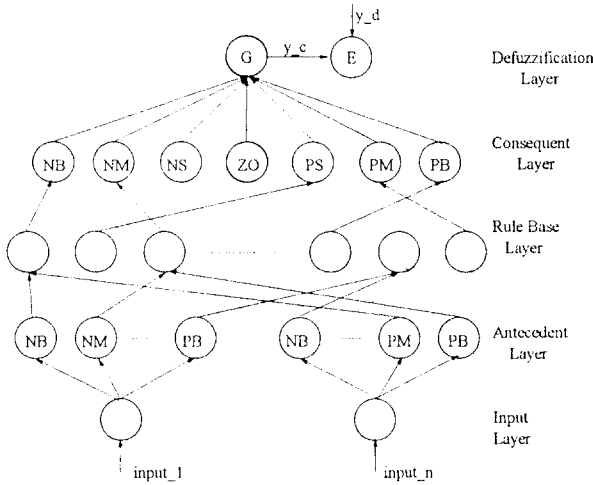 y_d
G
y_c
E
Defuzzification
Layer
NB
NM
NS
ZO
PS
PM
PB
Consequent
Layer
Rule Base
Layer
NB
NM
PB
NB
PM
PB
Antecedent
Layer
Input
Layer
input_1
input_n